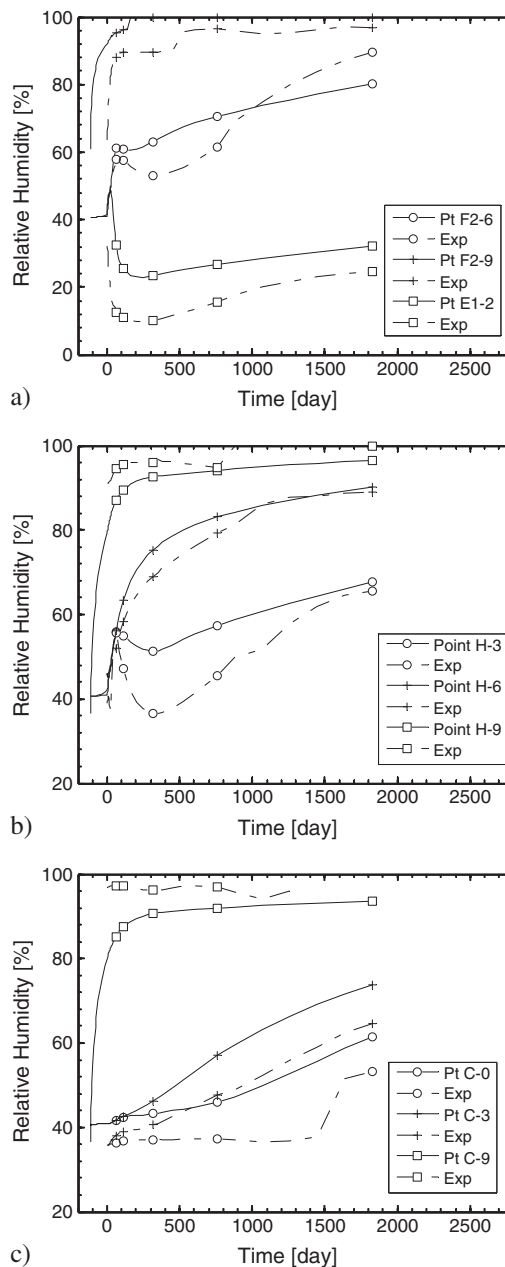 100
80
60
40
20
0
Relative Humidity [%]
Pt F2-6
Exp
Pt F2-9
Exp
Pt E1-2
Exp
0 500 1000 1500 2000 2500
Time [day]
a)
100
80
60
40
20
Relative Humidity [%]
Point H-3
Exp
Point H-6
Exp
Point H-9
Exp
0 500 1000 1500 2000 2500
Time [day]
b)
100
80
60
40
20
Relative Humidity [%]
Pt C-0
Exp
Pt C-3
Exp
Pt C-9
Exp
0 500 1000 1500 2000 2500
Time [day]
c)